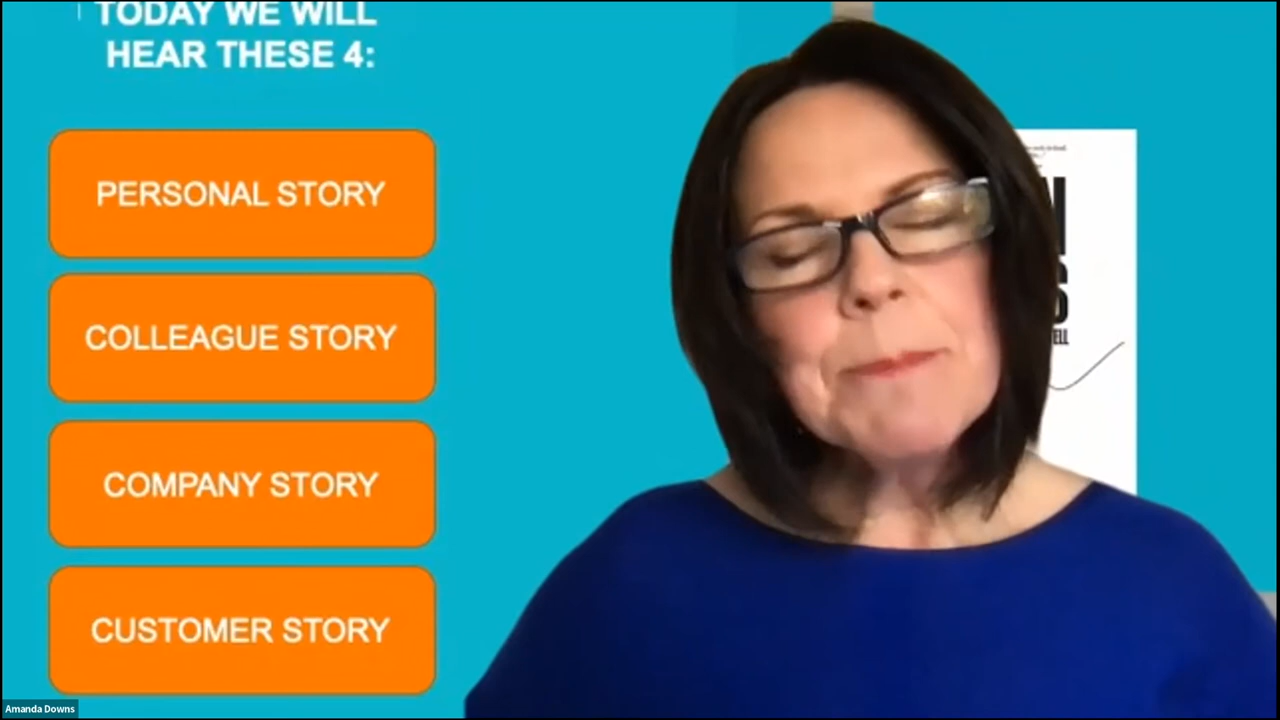 TODAY WE WILL
HEAR THESE 4:
PERSONAL STORY
COLLEAGUE STORY
COMPANY STORY
CUSTOMER STORY
Amanda Downs